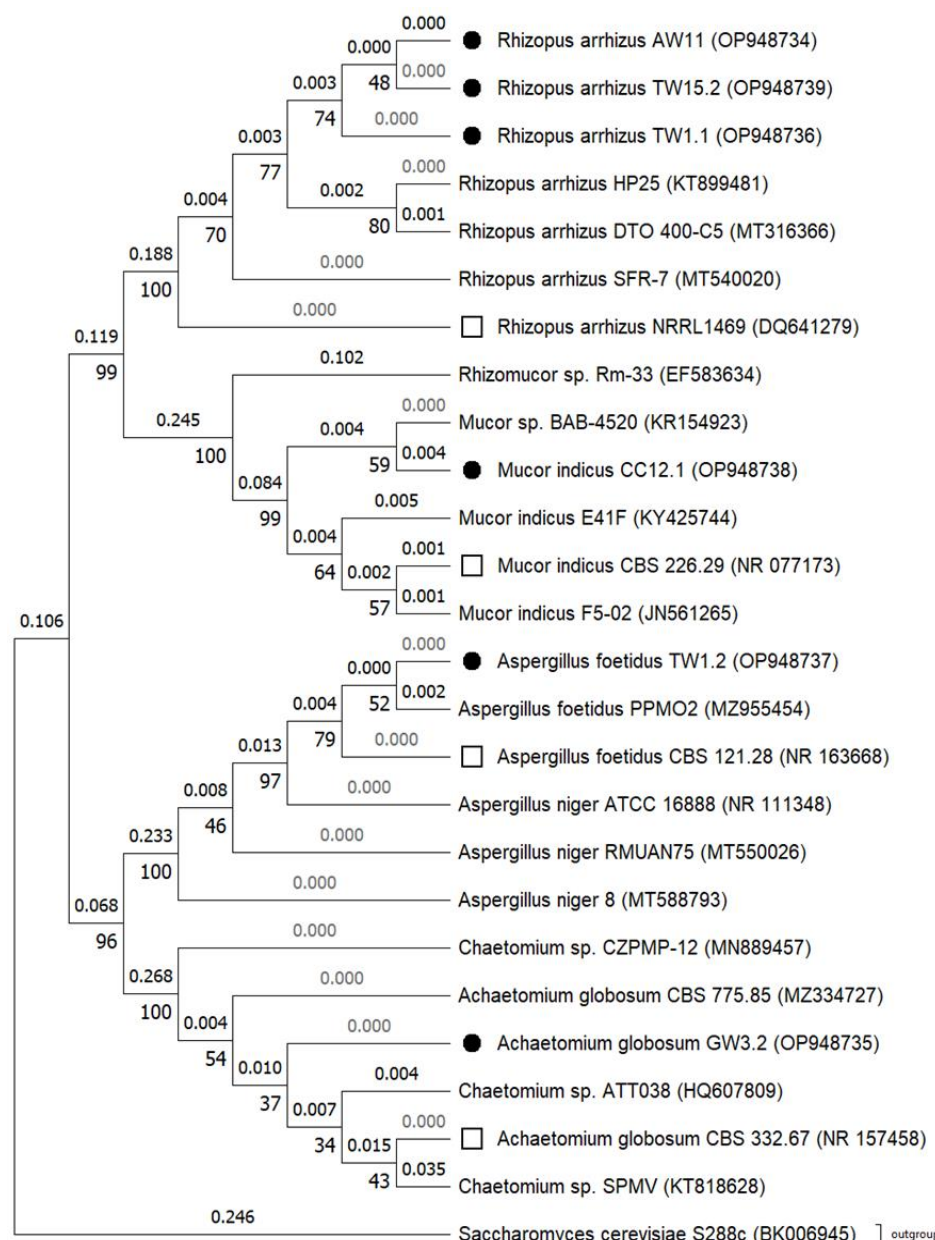 0.000
0.000 Rhizopus arrhizus AW11 (OP948734)
0.003 48 0.000
Rhizopus arrhizus TW15.2 (OP948739)
74 0.000
0.003 Rhizopus arrhizus TW1.1 (OP948736)
77 0.000
0.004 0.002 Rhizopus arrhizus HP25 (KT899481)
80 0.001
70 Rhizopus arrhizus DTO 400-C5 (MT316366)
0.188 0.000
100 Rhizopus arrhizus SFR-7 (MT540020)
0.000
0.119 Rhizopus arrhizus NRRL1469 (DQ641279)
99 0.102
Rhizomucor sp. Rm-33 (EF583634)
0.245 0.000
100 0.004 Mucor sp. BAB-4520 (KR154923)
0.084 59 0.004
Mucor indicus CC12.1 (OP948738)
99 0.005
0.004 Mucor indicus E41F (KY425744)
64 0.001
0.002 Mucor indicus CBS 226.29 (NR 077173)
57 0.001
0.106 Mucor indicus F5-02 (JN561265)
0.000
0.000 Aspergillus foetidus TW1.2 (OP948737)
0.004 52 0.002
Aspergillus foetidus PPMO2 (MZ955454)
79 0.000
0.013 Aspergillus foetidus CBS 121.28 (NR 163668)
97 0.000
0.008 Aspergillus niger ATCC 16888 (NR 111348)
46 0.000
0.233 Aspergillus niger RMUAN75 (MT550026)
100 0.000
0.068 Aspergillus niger 8 (MT588793)
96 0.000
Chaetomium sp. CZPMP-12 (MN889457)
0.268 0.000
100 Achaetomium globosum CBS 775.85 (MZ334727)
0.004 0.000
54 Achaetomium globosum GW3.2 (OP948735)
0.010 0.004
37 Chaetomium sp. ATT038 (HQ607809)
0.007 0.000
34 0.015 Achaetomium globosum CBS 332.67 (NR 157458)
43 0.035
Chaetomium sp. SPMV (KT818628)
0.246
Saccharomyces cerevisiae S288c (BK006945) outgroup